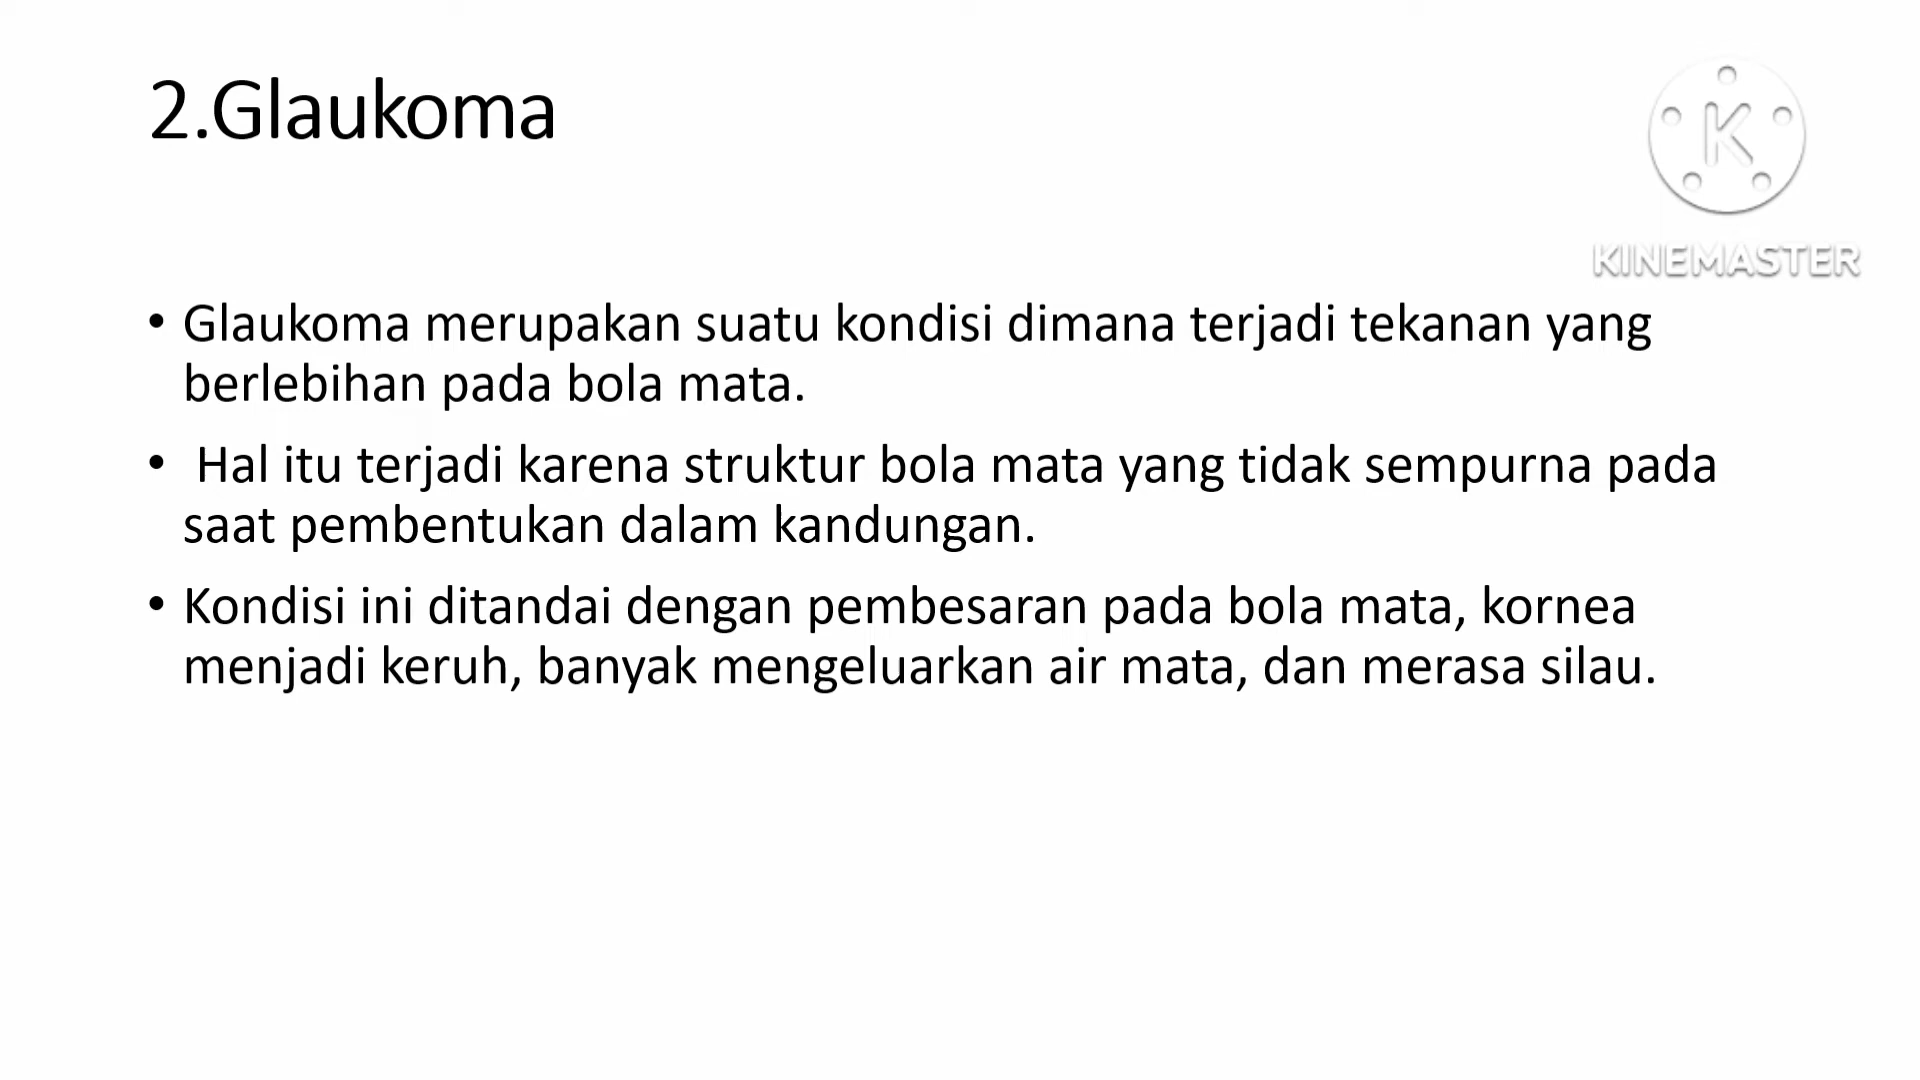 2.Glaukoma
K
KINEMASTER
• Glaukoma merupakan suatu kondisi dimana terjadi tekanan yang
berlebihan pada bola mata.
• Hal itu terjadi karena struktur bola mata yang tidak sempurna pada
saat pembentukan dalam kandungan.
• Kondisi ini ditandai dengan pembesaran pada bola mata, kornea
menjadi keruh, banyak mengeluarkan air mata, dan merasa silau.